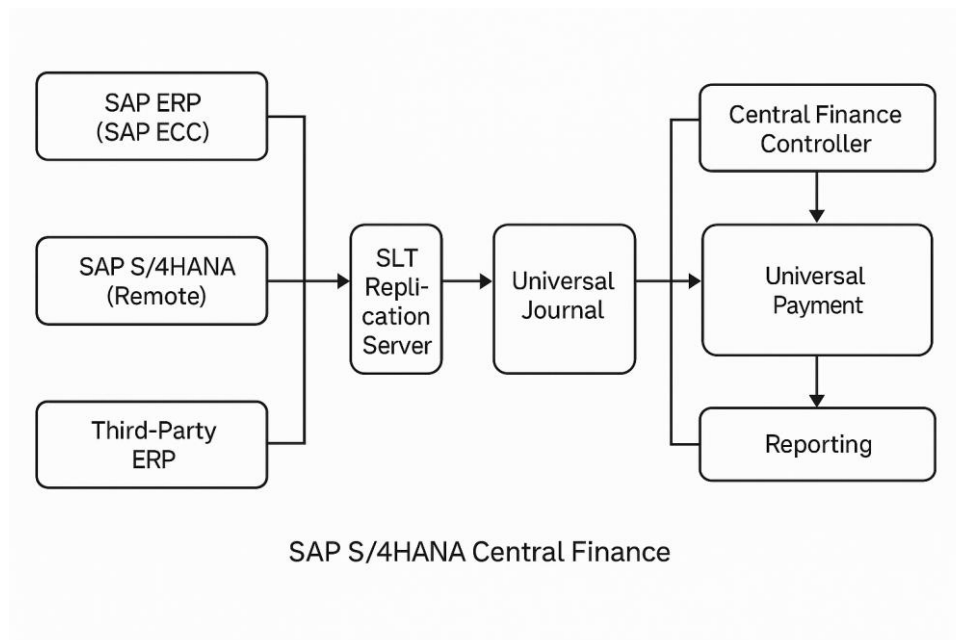 SAP ERP
(SAP ECC)
SAP S/4HANA
(Remote)
Third-Party
ERP
SLT
Repli-
cation
Server
Universal
Journal
Central Finance
Controller
Universal
Payment
Reporting
SAP S/4HANA Central Finance